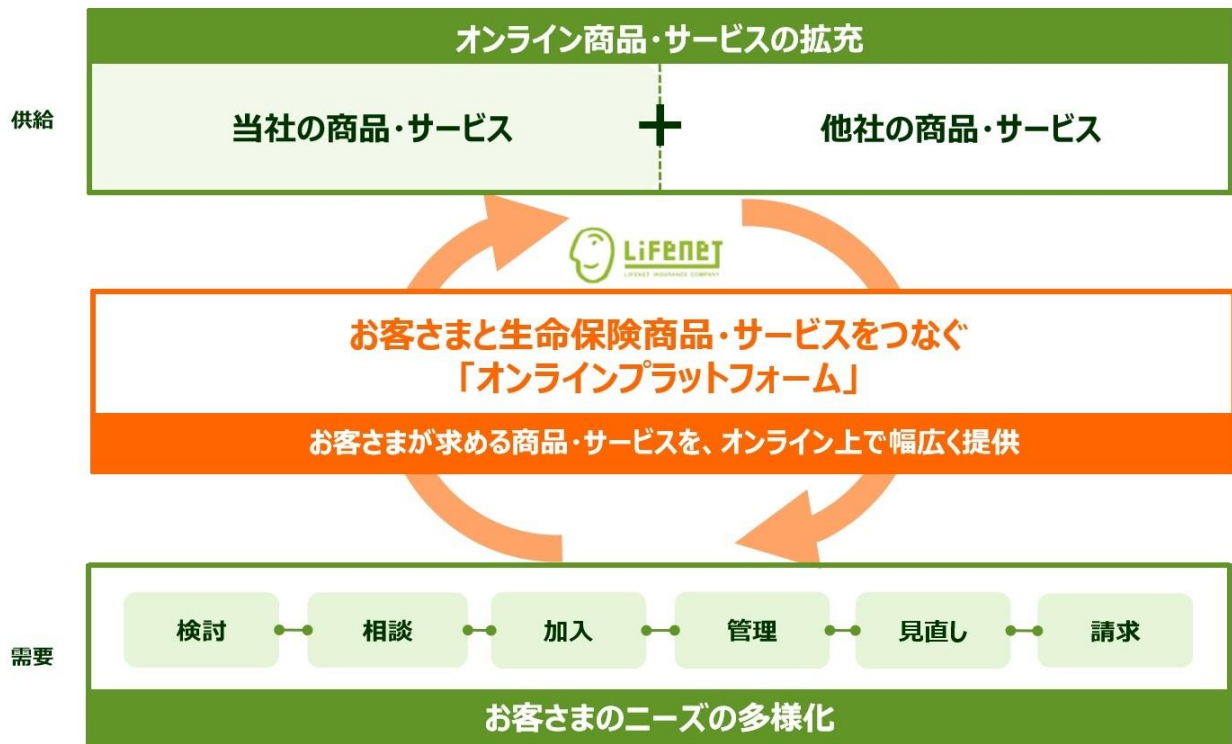 オンライン商品・サービスの拡充
供給
当社の商品・サービス
+
他社の商品・サービス
LIFENET
LIFENET INSURANCE COMPANY
お客さまと生命保険商品・サービスをつなぐ
「オンラインプラットフォーム」
お客さまが求める商品・サービスを、オンライン上で幅広く提供
需要
検討
相談
加入
管理
見直し
請求
お客さまのニーズの多様化